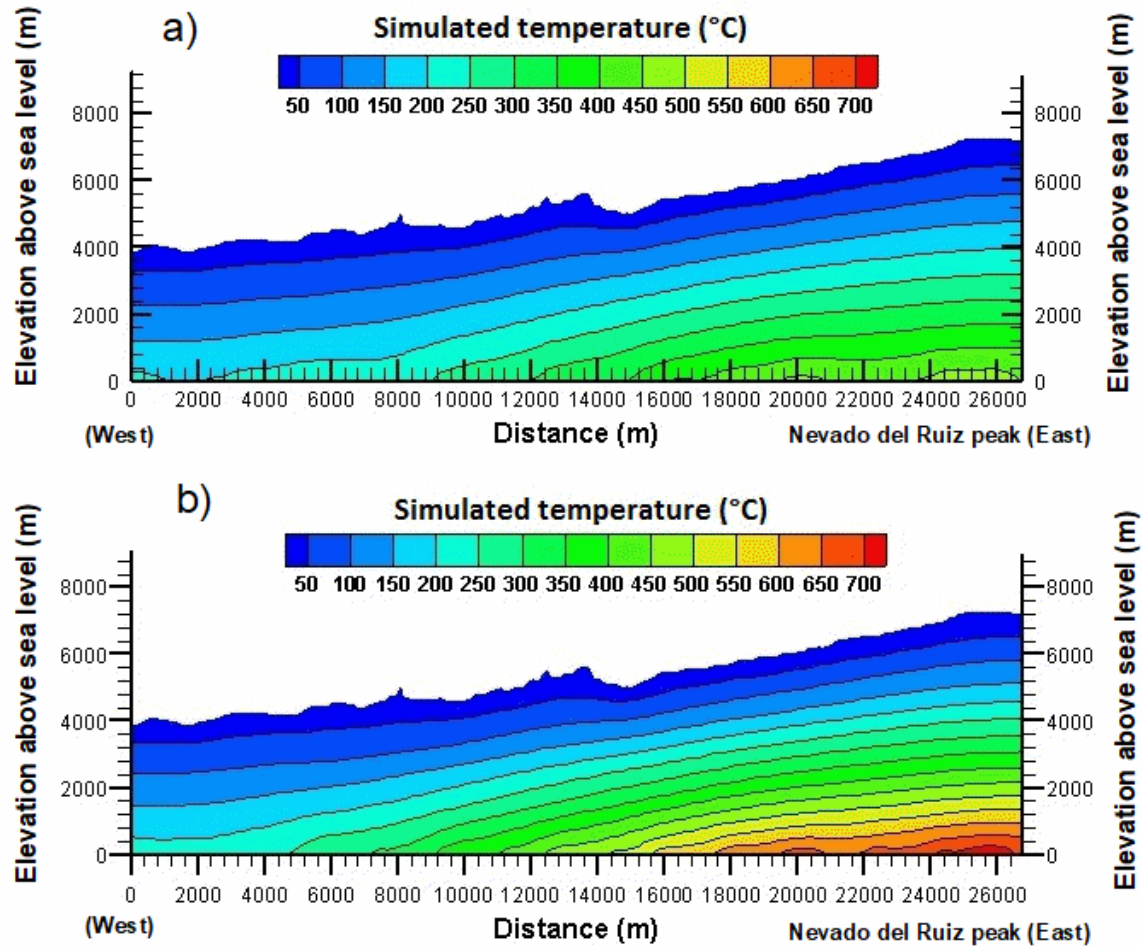 a)
Simulated temperature (°C)
50 100 150 200 250 300 350 400 450 500 550 600 650 700
Elevation above sea level (m)
8000
6000
4000
2000
0
Elevation above sea level (m)
8000
6000
4000
2000
0
0 2000 4000 6000 8000 10000 12000 14000 16000 18000 20000 22000 24000 26000
(West) Distance (m) Nevado del Ruiz peak (East)
b)
Simulated temperature (°C)
50 100 150 200 250 300 350 400 450 500 550 600 650 700
Elevation above sea level (m)
8000
6000
4000
2000
0
Elevation above sea level (m)
8000
6000
4000
2000
0
0 2000 4000 6000 8000 10000 12000 14000 16000 18000 20000 22000 24000 26000
(West) Distance (m) Nevado del Ruiz peak (East)